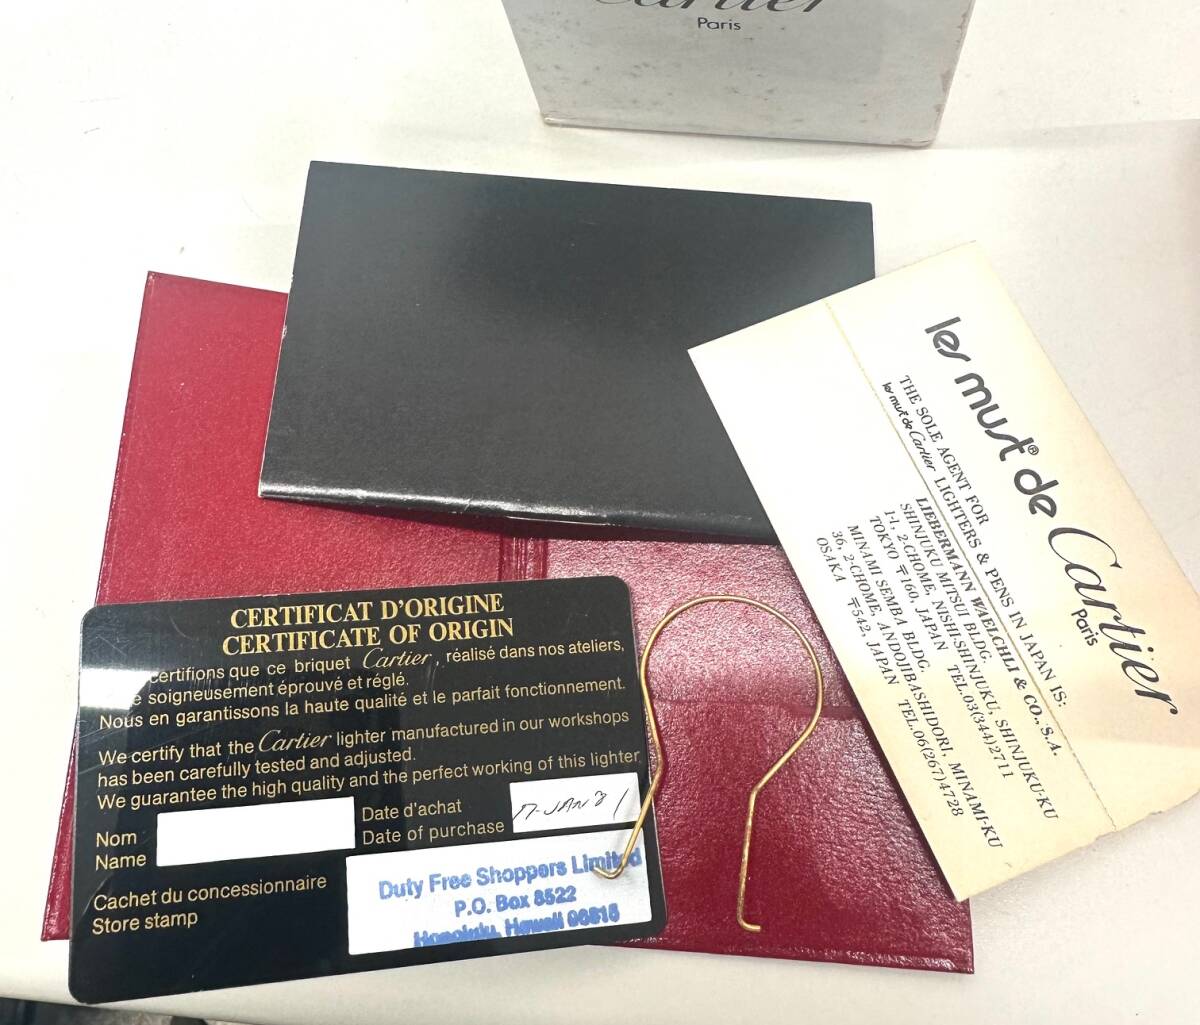 Cartier
Paris
CERTIFICAT D'ORIGINE
CERTIFICATE OF ORIGIN
certifions que ce briquet Cartier, réalisé dans nos ateliers,
soigneusement éprouvé et réglé.
Nous en garantissons la haute qualité et le parfait fonctionnement.
We certify that the Cartier lighter manufactured in our workshops
has been carefully tested and adjusted.
We guarantee the high quality and the perfect working of this lighter
Nom
Name
Date d'achat
Date of purchase
JAN 81
Cachet du concessionnaire
Store stamp
Duty Free Shoppers Limited
P.O. Box 8522
Honolulu, Hawaii 96815
les must® de Cartier
Paris
THE SOLE AGENT FOR
les must de Cartier LIGHTERS & PENS IN JAPAN IS:
LIEBERMANN WAELCHLI & CO., S.A.
SHINJUKU MITSUI BLDG.
1-1, 2-CHOME, NISHI-SHINJUKU, SHINJUKU-KU
TOKYO 〒160, JAPAN TEL.03(344)2711
MINAMI SEMBA BLDG.
36, 2-CHOME, ANDOJIBASHIDORI, MINAMI-KU
OSAKA 〒542, JAPAN TEL.06(267)4728